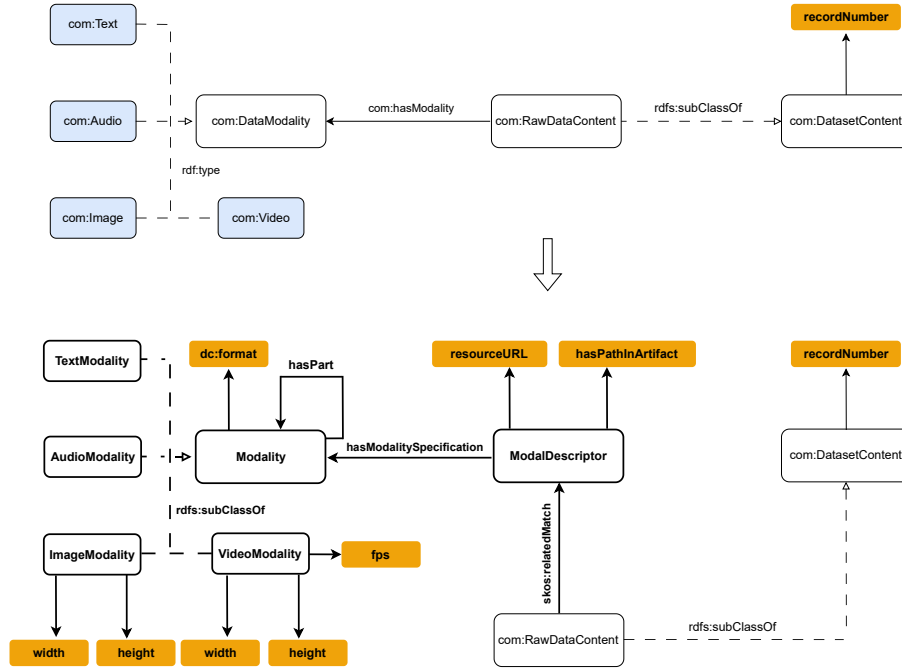 com:Text
recordNumber
com:Audio
com:DataModality
com:hasModality
com:RawDataContent
rdfs:subClassOf
com:DatasetContent
rdf:type
com:Image
com:Video
TextModality
dc:format
hasPart
resourceURL
hasPathInArtifact
recordNumber
AudioModality
Modality
hasModalitySpecification
ModalDescriptor
com:DatasetContent
rdfs:subClassOf
ImageModality
VideoModality
fps
skos:relatedMatch
width
height
width
height
com:RawDataContent
rdfs:subClassOf